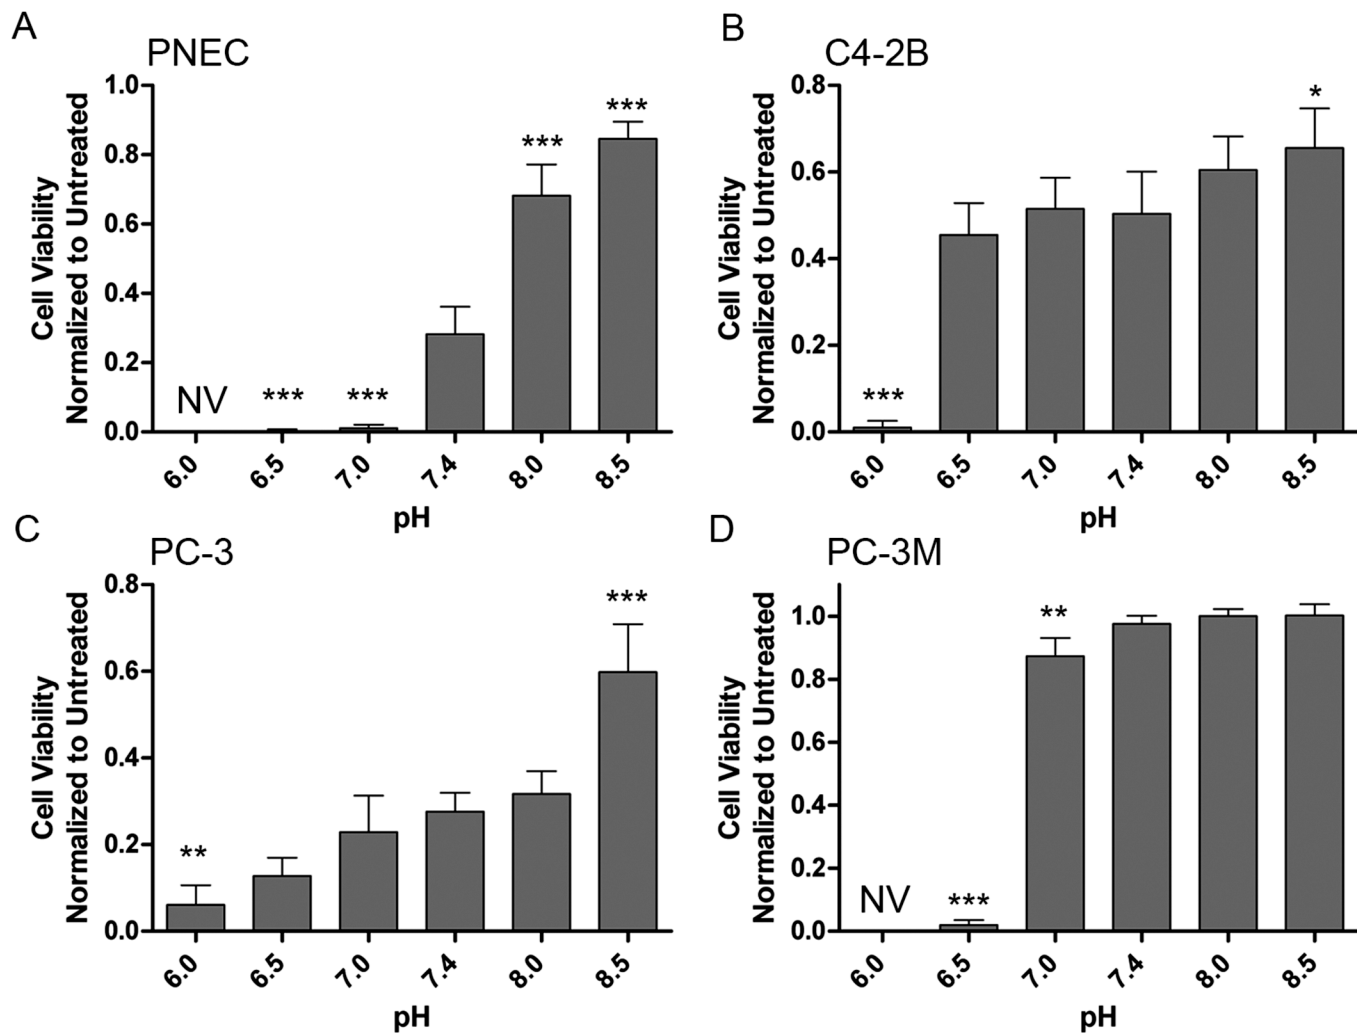 A
PNEC
Cell Viability
Normalized to Untreated
1.0
0.8
0.6
0.4
0.2
0.0
NV
***
***
***
***
6.0
6.5
7.0
7.4
8.0
8.5
pH
B
C4-2B
Cell Viability
Normalized to Untreated
0.8
0.6
0.4
0.2
0.0
***
*
6.0
6.5
7.0
7.4
8.0
8.5
pH
C
PC-3
Cell Viability
Normalized to Untreated
0.8
0.6
0.4
0.2
0.0
**
***
6.0
6.5
7.0
7.4
8.0
8.5
pH
D
PC-3M
Cell Viability
Normalized to Untreated
1.0
0.8
0.6
0.4
0.2
0.0
NV
***
**
6.0
6.5
7.0
7.4
8.0
8.5
pH